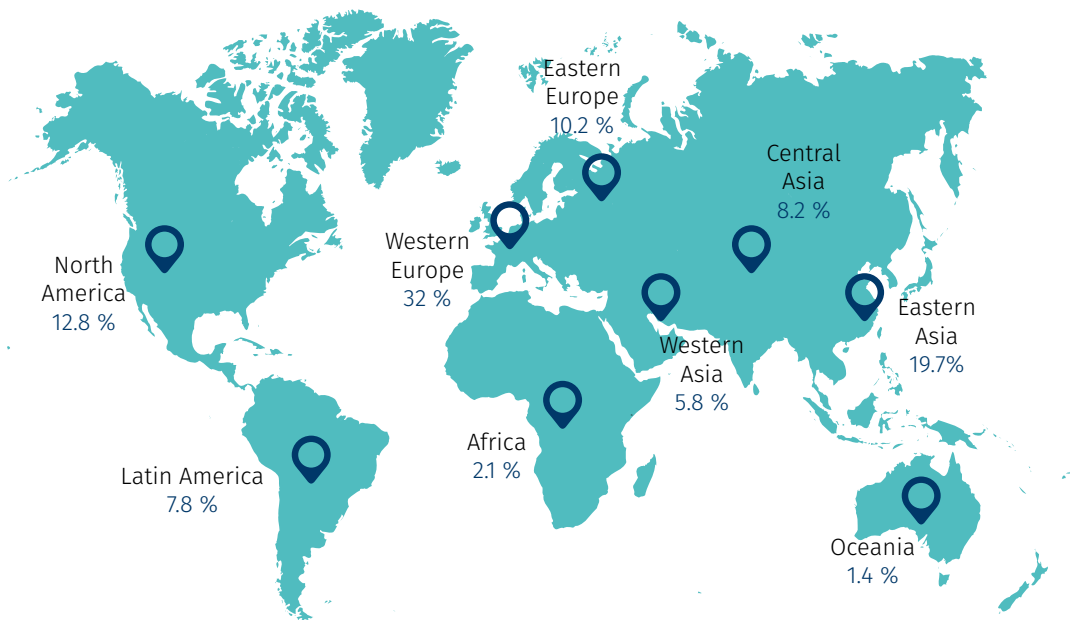 Eastern
Europe
10.2 %
Central
Asia
8.2 %
Western
Europe
32 %
North
America
12.8 %
Eastern
Asia
19.7%
Western
Asia
5.8 %
Africa
2.1 %
Latin America
7.8 %
Oceania
1.4 %